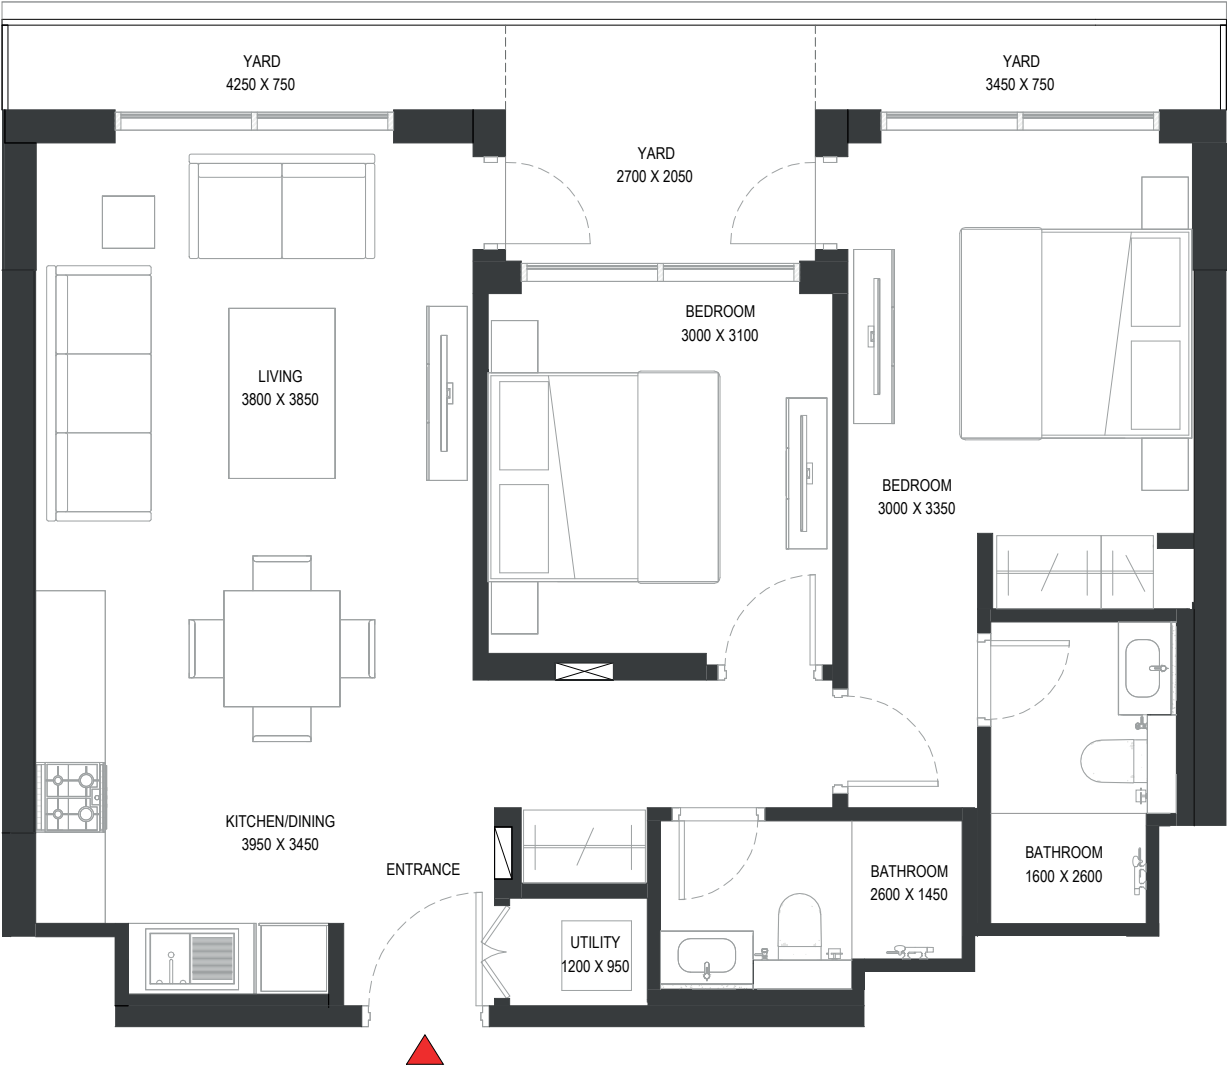 YARD
4250 X 750
YARD
3450 X 750
YARD
2700 X 2050
BEDROOM
3000 X 3100
LIVING
3800 X 3850
BEDROOM
3000 X 3350
KITCHEN/DINING
3950 X 3450
ENTRANCE
BATHROOM
2600 X 1450
BATHROOM
1600 X 2600
UTILITY
1200 X 950